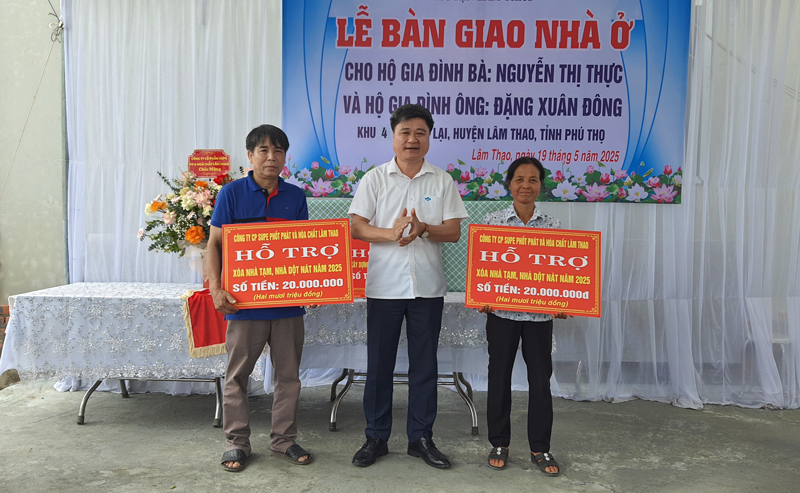 LỄ BÀN GIAO NHÀ Ở
CHO HỘ GIA ĐÌNH BÀ: NGUYỄN THỊ THỰC
VÀ HỘ GIA ĐÌNH ÔNG: ĐẶNG XUÂN ĐÔNG
KHU 4 LẠI, HUYỆN LÂM THAO, TỈNH PHÚ THỌ
Lâm Thao, ngày 19 tháng 5 năm 2025
Chúc Mừng
CÔNG TY CP SUPE PHỐT PHÁT VÀ HÓA CHẤT LÂM THAO
HỖ TRỢ
XÓA NHÀ TẠM, NHÀ DỘT NÁT NĂM 2025
SỐ TIỀN: 20.000.000
(Hai mươi triệu đồng)
CÔNG TY CP SUPE PHỐT PHÁT VÀ HÓA CHẤT LÂM THAO
HỖ TRỢ
XÓA NHÀ TẠM, NHÀ DỘT NÁT NĂM 2025
SỐ TIỀN: 20.000.000đ
(Hai mươi triệu đồng)